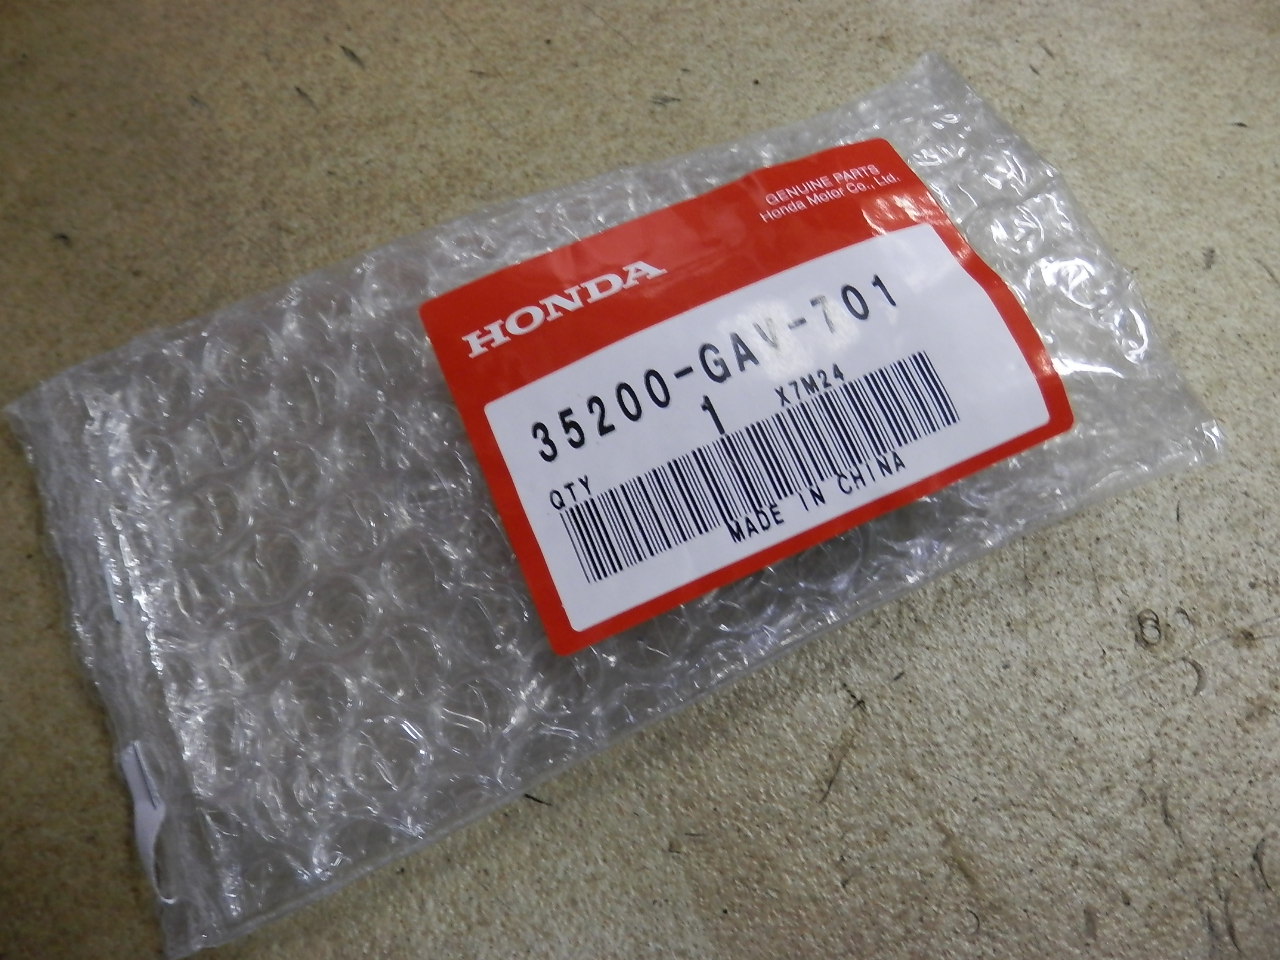 GENUINE PARTS
Honda Motor Co., Ltd.
HONDA
35200-GAV-701
1
X7M24
QTY
MADE IN CHINA